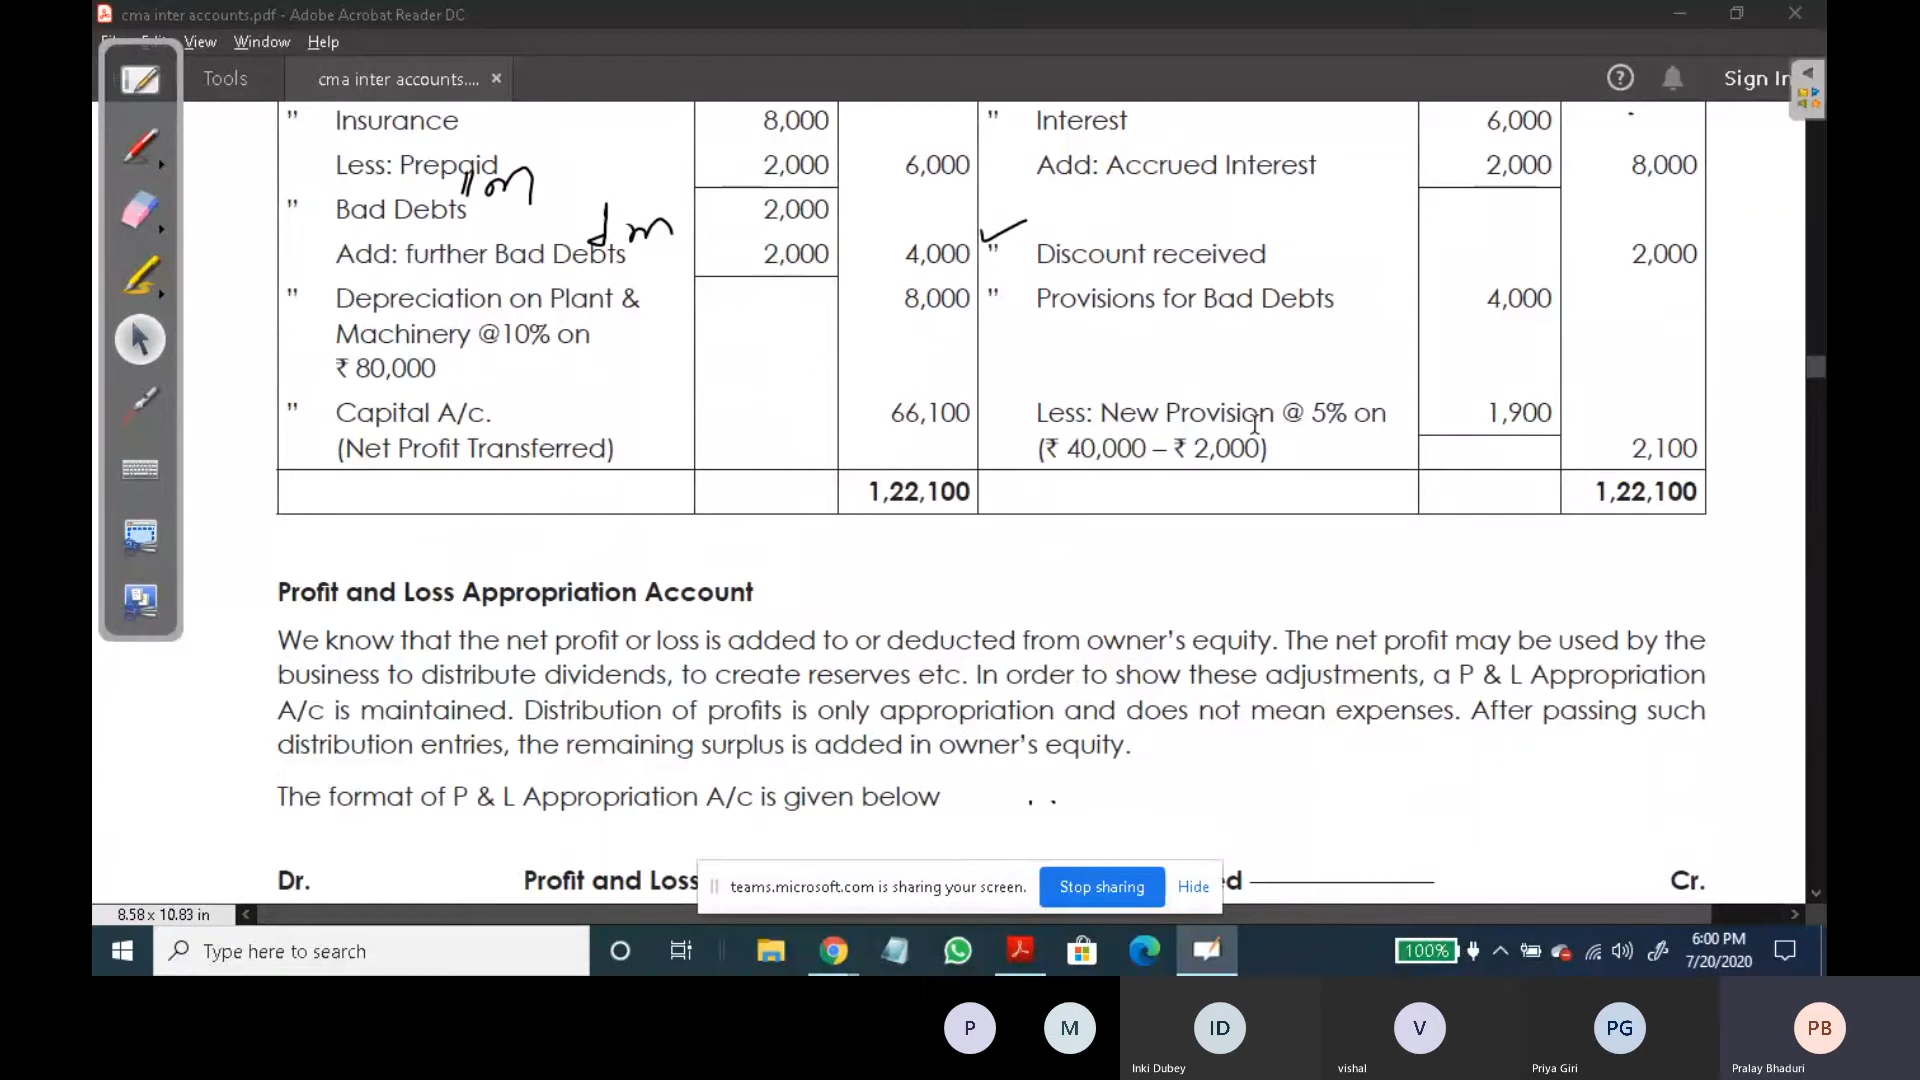 cma inter accounts.pdf - Adobe Acrobat Reader DC
View Window Help
Tools cma inter accounts.... × Sign In
" Insurance 8,000 " Interest 6,000
Less: Prepaid 2,000 6,000 Add: Accrued Interest 2,000 8,000
" Bad Debts 2,000
Add: further Bad Debts 2,000 4,000 " Discount received 2,000
" Depreciation on Plant & 8,000 " Provisions for Bad Debts 4,000
Machinery @10% on
₹ 80,000
" Capital A/c. 66,100 Less: New Provision @ 5% on 1,900
(Net Profit Transferred) (₹ 40,000 – ₹ 2,000) 2,100
1,22,100 1,22,100
Profit and Loss Appropriation Account
We know that the net profit or loss is added to or deducted from owner's equity. The net profit may be used by the
business to distribute dividends, to create reserves etc. In order to show these adjustments, a P & L Appropriation
A/c is maintained. Distribution of profits is only appropriation and does not mean expenses. After passing such
distribution entries, the remaining surplus is added in owner's equity.
The format of P & L Appropriation A/c is given below
Dr. Profit and Loss Cr.
teams.microsoft.com is sharing your screen. Stop sharing Hide
8.58 x 10.83 in
Type here to search 100% 6:00 PM
7/20/2020
P M ID V PG PB
Inki Dubey vishal Priya Giri Pralay Bhaduri